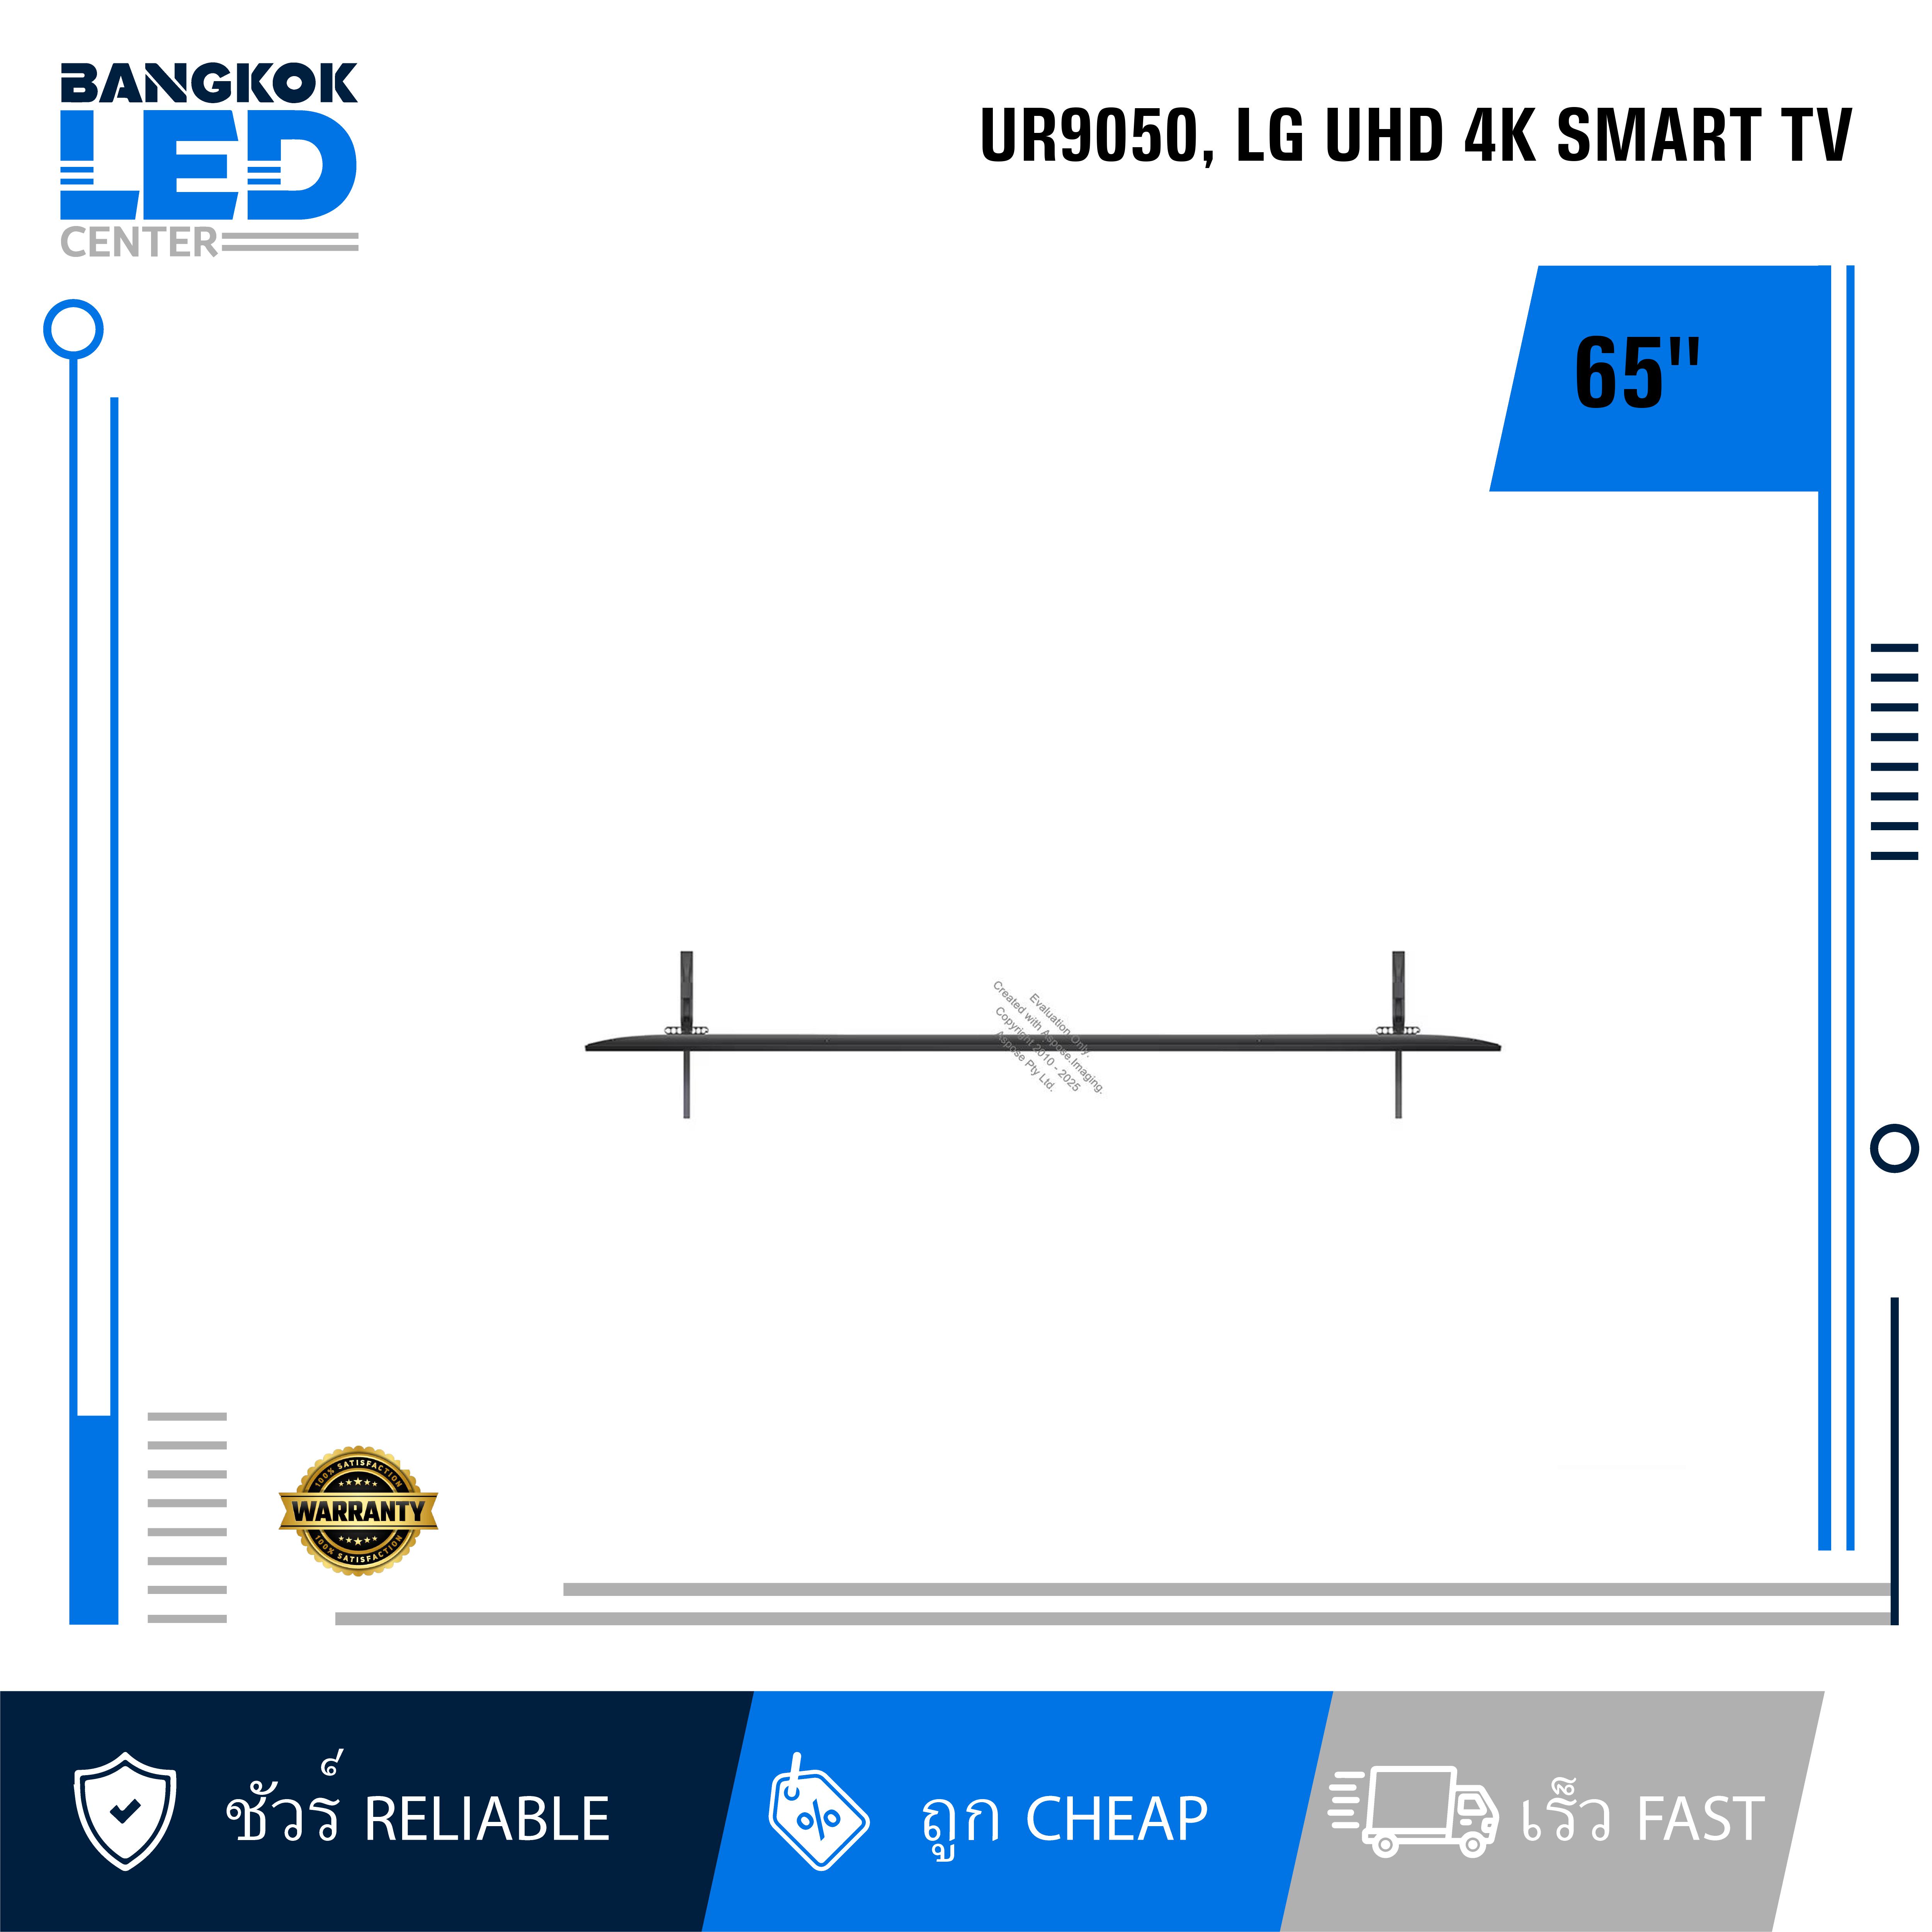 BANGKOK
LED
CENTER
UR9050, LG UHD 4K SMART TV
65"
Evaluation Only.
Created with Aspose.Imaging.
Copyright 2010 - 2025
Aspose Pty Ltd.
100% SATISFACTION
WARRANTY
100% SATISFACTION
ชัวร์ RELIABLE
ถูก CHEAP
เร็ว FAST